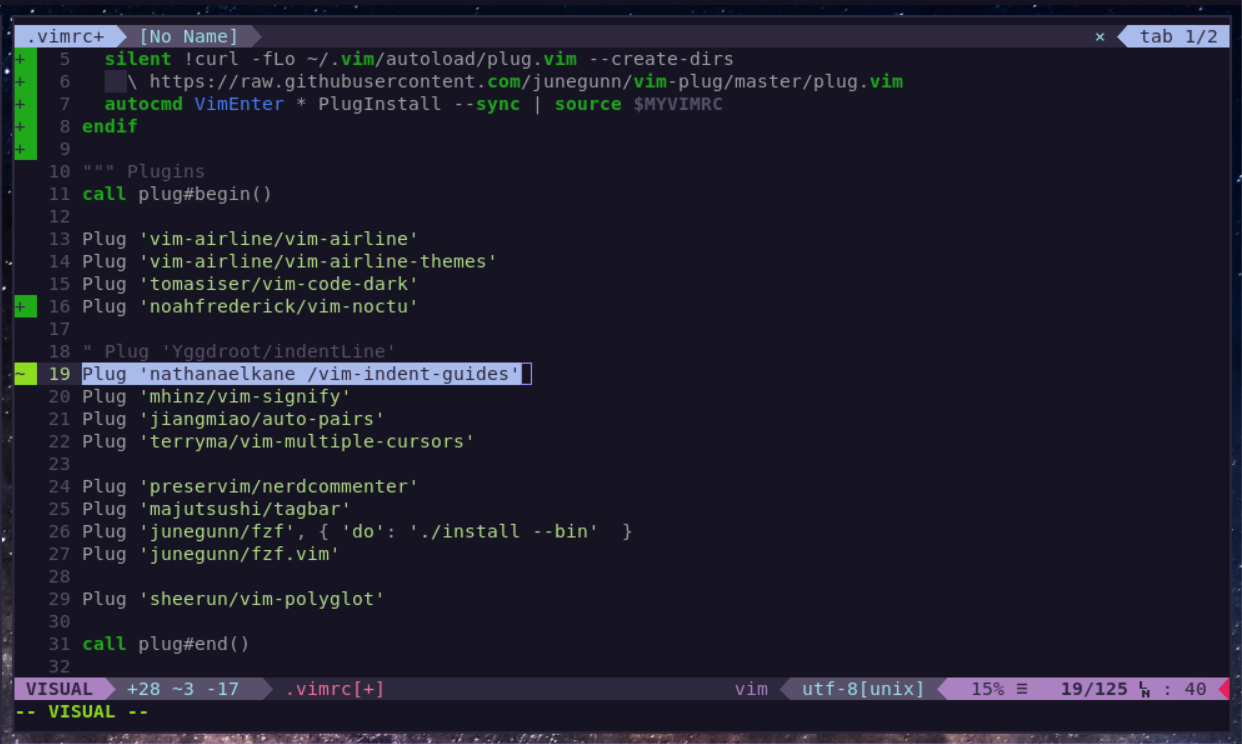 .vimrc+ [No Name] × tab 1/2
+ 5 silent !curl -fLo ~/.vim/autoload/plug.vim --create-dirs
+ 6 \ https://raw.githubusercontent.com/junegunn/vim-plug/master/plug.vim
+ 7 autocmd VimEnter * PlugInstall --sync | source $MYVIMRC
+ 8 endif
+ 9
10 """ Plugins
11 call plug#begin()
12
13 Plug 'vim-airline/vim-airline'
14 Plug 'vim-airline/vim-airline-themes'
15 Plug 'tomasiser/vim-code-dark'
+ 16 Plug 'noahfrederick/vim-noctu'
17
18 " Plug 'Yggdroot/indentLine'
~ 19 Plug 'nathanaelkane /vim-indent-guides'
20 Plug 'mhinz/vim-signify'
21 Plug 'jiangmiao/auto-pairs'
22 Plug 'terryma/vim-multiple-cursors'
23
24 Plug 'preservim/nerdcommenter'
25 Plug 'majutsushi/tagbar'
26 Plug 'junegunn/fzf', { 'do': './install --bin'  }
27 Plug 'junegunn/fzf.vim'
28
29 Plug 'sheerun/vim-polyglot'
30
31 call plug#end()
32
VISUAL +28 ~3 -17 .vimrc[+] vim utf-8[unix] 15% ☰ 19/125 ␤ : 40
-- VISUAL --